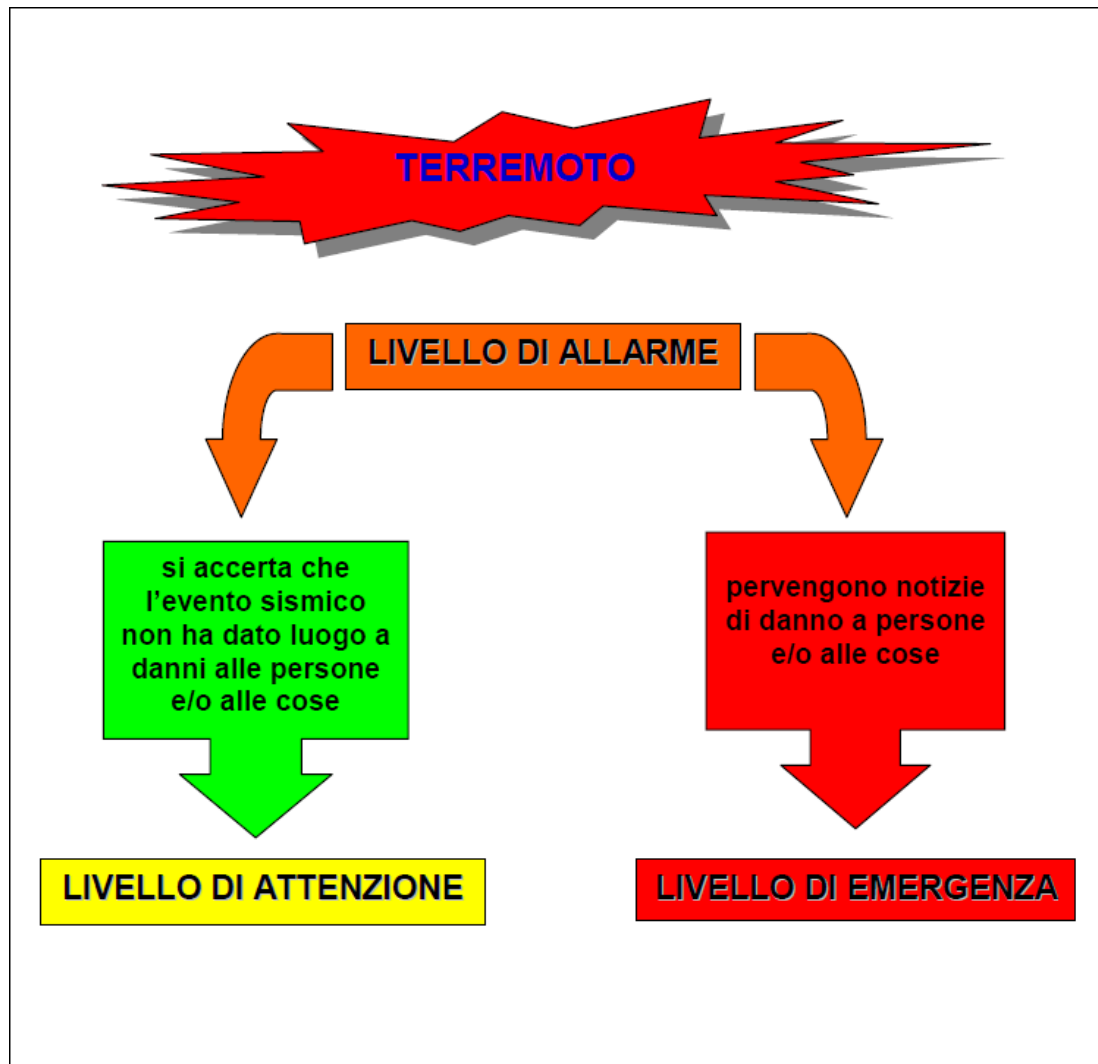 TERREMOTO
LIVELLO DI ALLARME
si accerta che
l’evento sismico
non ha dato luogo a
danni alle persone
e/o alle cose
pervengono notizie
di danno a persone
e/o alle cose
LIVELLO DI ATTENZIONE
LIVELLO DI EMERGENZA